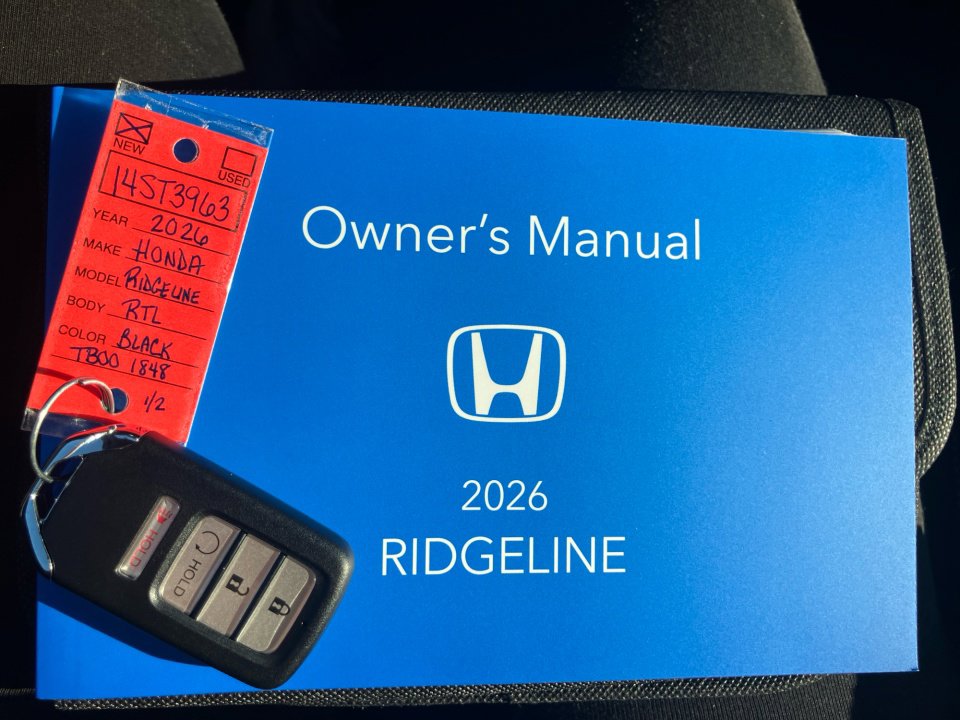 NEW
USED
14ST3963
YEAR 2026
MAKE HONDA
MODEL RIDGELINE
BODY RTL
COLOR BLACK
TB00 1848
1/2
Owner's Manual
2026
RIDGELINE
HOLD
HOLD